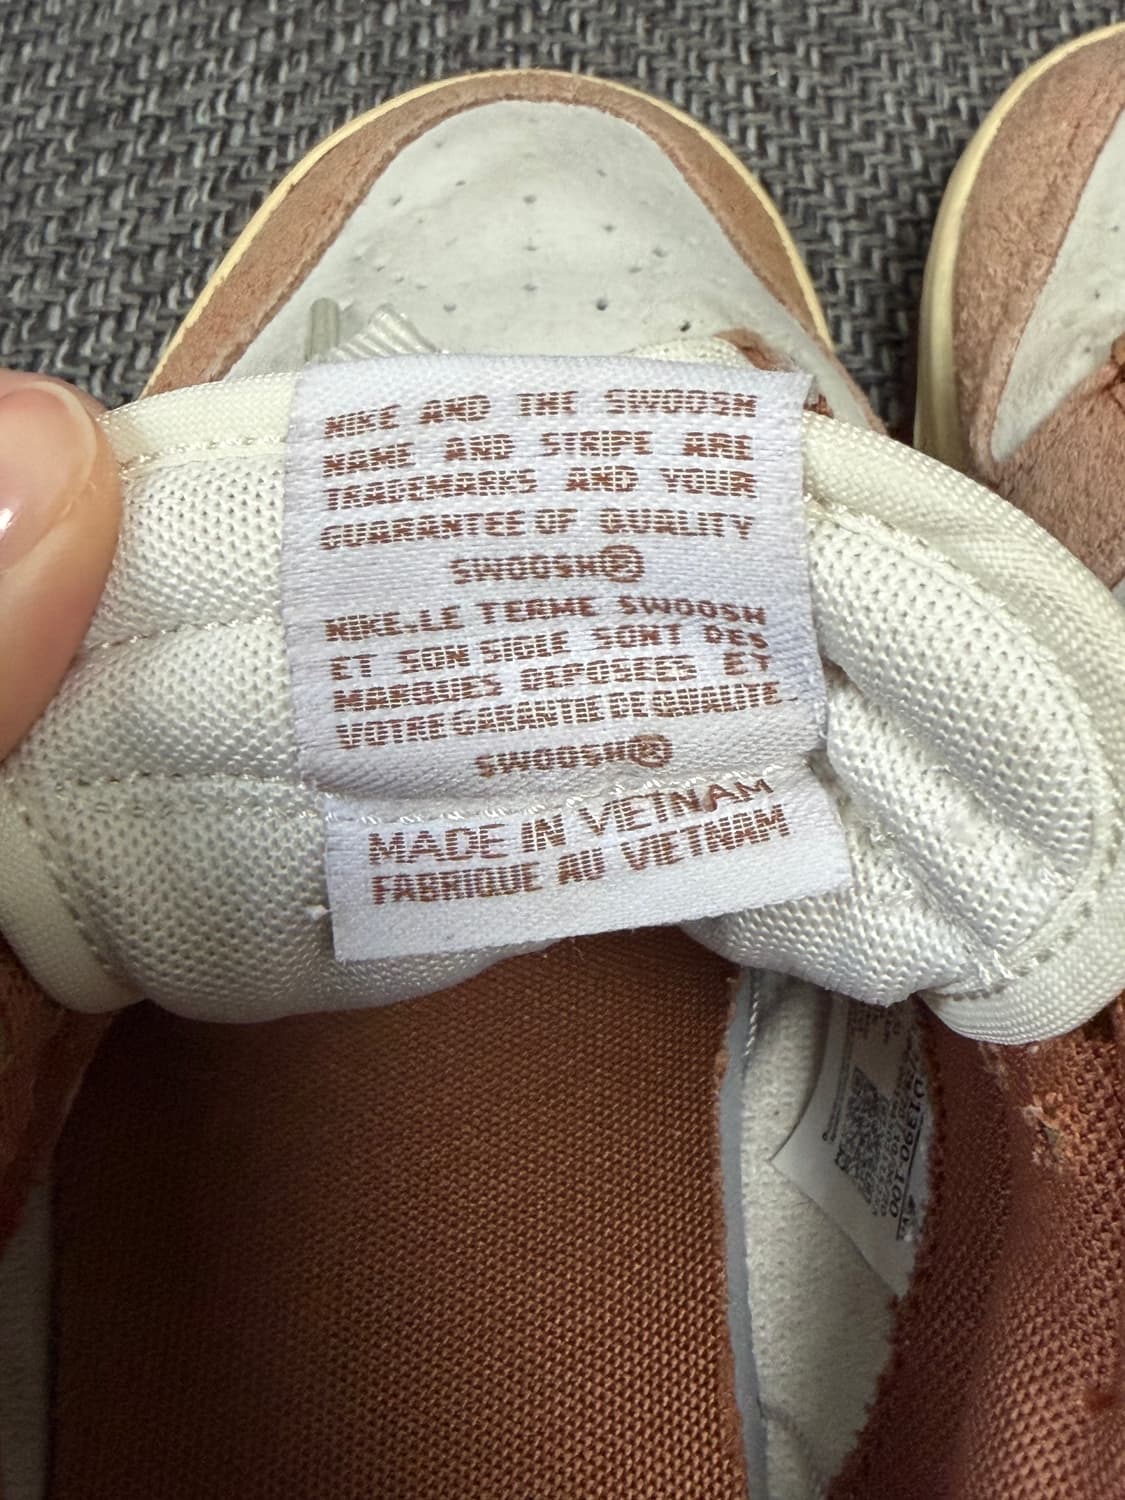 NIKE AND THE SWOOSH
NAME AND STRIPE ARE
TRADEMARKS AND YOUR
GUARANTEE OF QUALITY
SWOOSH®
NIKE.LE TERME SWOOSH
ET SON SIGLE SONT DES
MARQUES DEPOSEES ET
VOTRE GARANTIE DE QUALITE
SWOOSH®
MADE IN VIETNAM
FABRIQUE AU VIETNAM